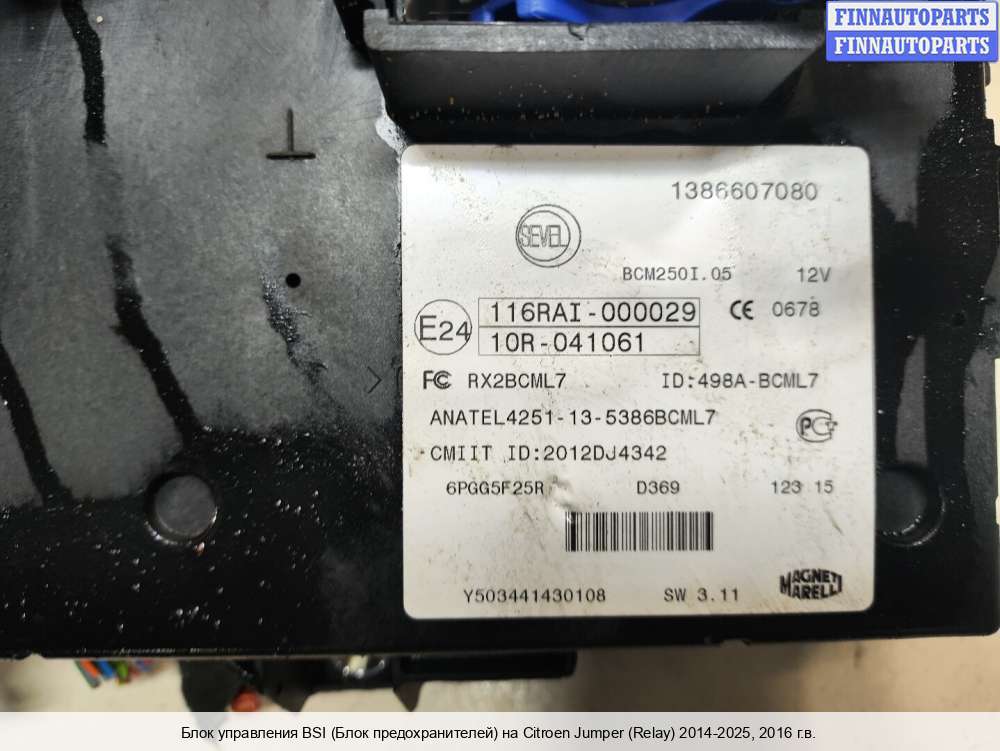 FINNAUTOPARTS
FINNAUTOPARTS
1386607080
SEVEL
BCM250I.05 12V
E24 116RAI-000029 CE 0678
10R-041061
FC RX2BCML7 ID:498A-BCML7
ANATEL4251-13-5386BCML7
CMIIT ID:2012DJ4342
6PGG5F25R D369 123 15
Y503441430108 SW 3.11
MAGNETI MARELLI
Блок управления BSI (Блок предохранителей) на Citroen Jumper (Relay) 2014-2025, 2016 г.в.